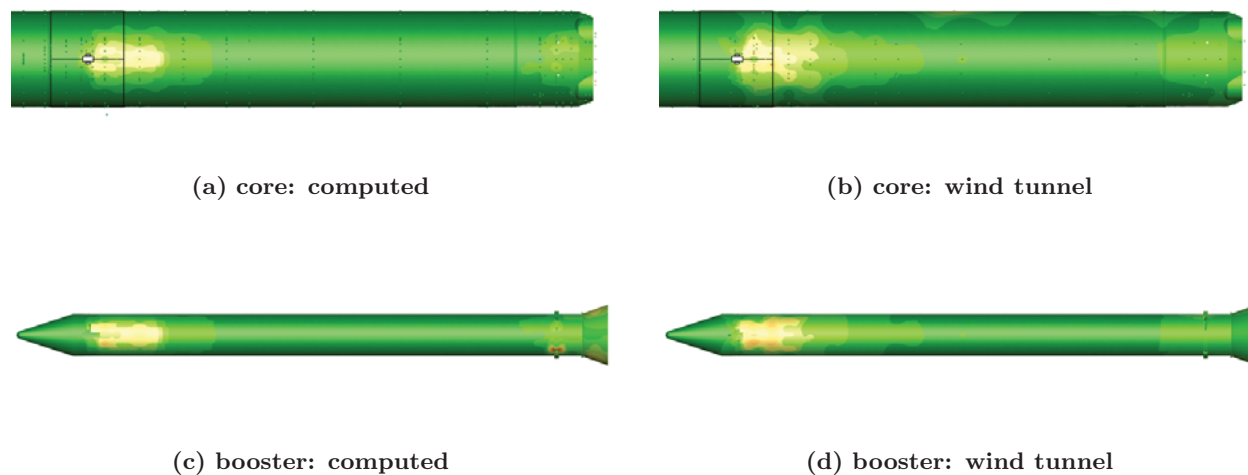 (a) core: computed
(b) core: wind tunnel
(c) booster: computed
(d) booster: wind tunnel